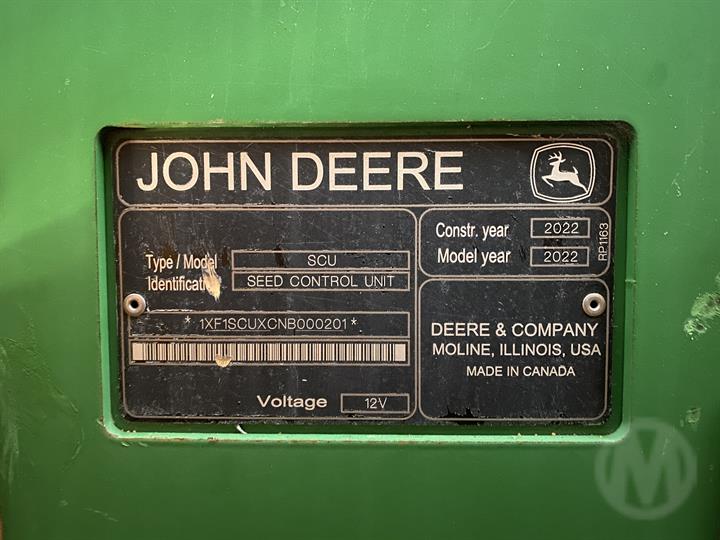 JOHN DEERE
Type / Model SCU
Identification SEED CONTROL UNIT
*1XF1SCUXCNB000201*
Voltage 12V
Constr. year 2022
Model year 2022
RP1163
DEERE & COMPANY
MOLINE, ILLINOIS, USA
MADE IN CANADA
M